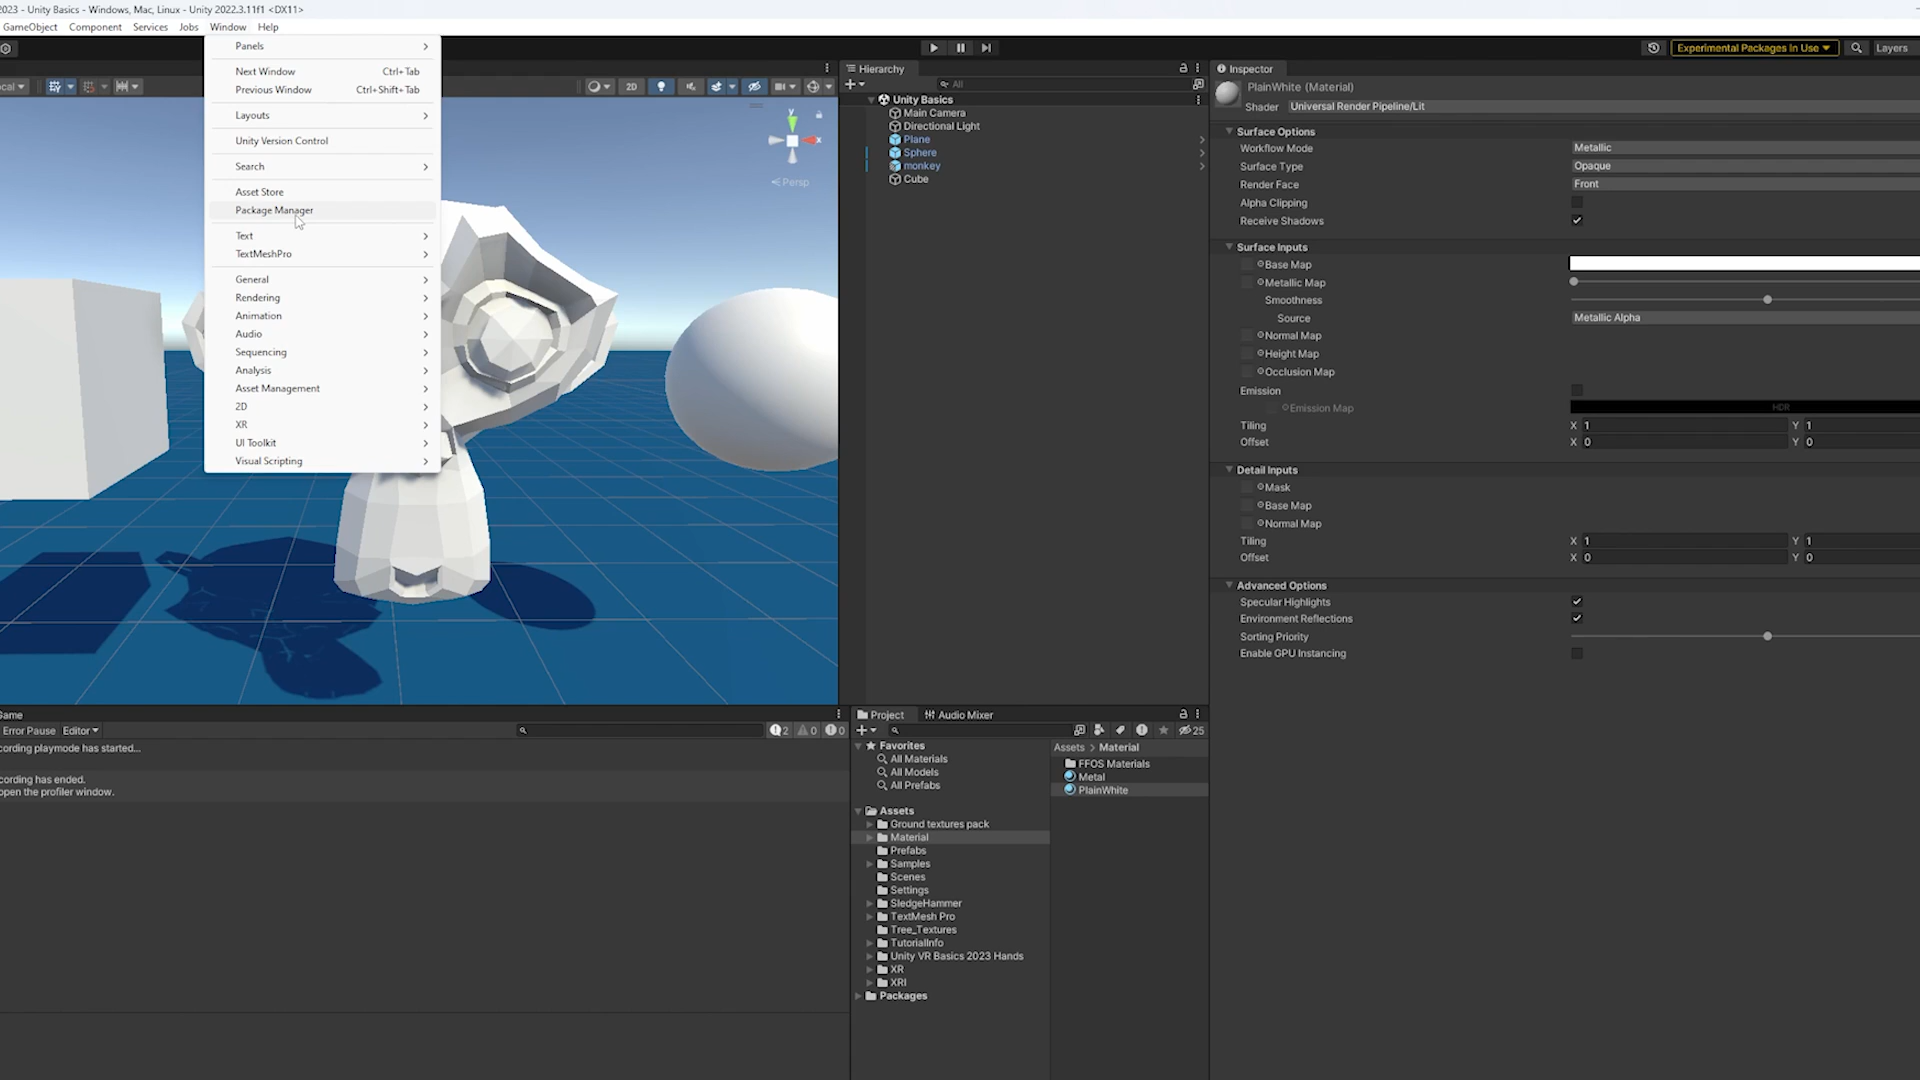 2023 - Unity Basics - Windows, Mac, Linux - Unity 2022.3.11f1 <DX11>
GameObject Component Services Jobs Window Help
Panels
Next Window Ctrl+Tab
Previous Window Ctrl+Shift+Tab
Layouts
Unity Version Control
Search
Asset Store
Package Manager
Text
TextMeshPro
General
Rendering
Animation
Audio
Sequencing
Analysis
Asset Management
2D
XR
UI Toolkit
Visual Scripting
Experimental Packages In Use
Layers
cal
2D
y
x
Persp
Hierarchy
All
Unity Basics
Main Camera
Directional Light
Plane
Sphere
monkey
Cube
Inspector
PlainWhite (Material)
Shader Universal Render Pipeline/Lit
Surface Options
Workflow Mode Metallic
Surface Type Opaque
Render Face Front
Alpha Clipping
Receive Shadows
Surface Inputs
Base Map
Metallic Map
Smoothness
Source Metallic Alpha
Normal Map
Height Map
Occlusion Map
Emission
Emission Map HDR
Tiling X 1 Y 1
Offset X 0 Y 0
Detail Inputs
Mask
Base Map
Normal Map
Tiling X 1 Y 1
Offset X 0 Y 0
Advanced Options
Specular Highlights
Environment Reflections
Sorting Priority
Enable GPU Instancing
Game
Error Pause Editor 2 0 0
cording playmode has started...
cording has ended.
open the profiler window.
Project Audio Mixer
25
Favorites
All Materials
All Models
All Prefabs
Assets
Ground textures pack
Material
Prefabs
Samples
Scenes
Settings
SledgeHammer
TextMesh Pro
Tree_Textures
TutorialInfo
Unity VR Basics 2023 Hands
XR
XRI
Packages
Assets > Material
FFOS Materials
Metal
PlainWhite